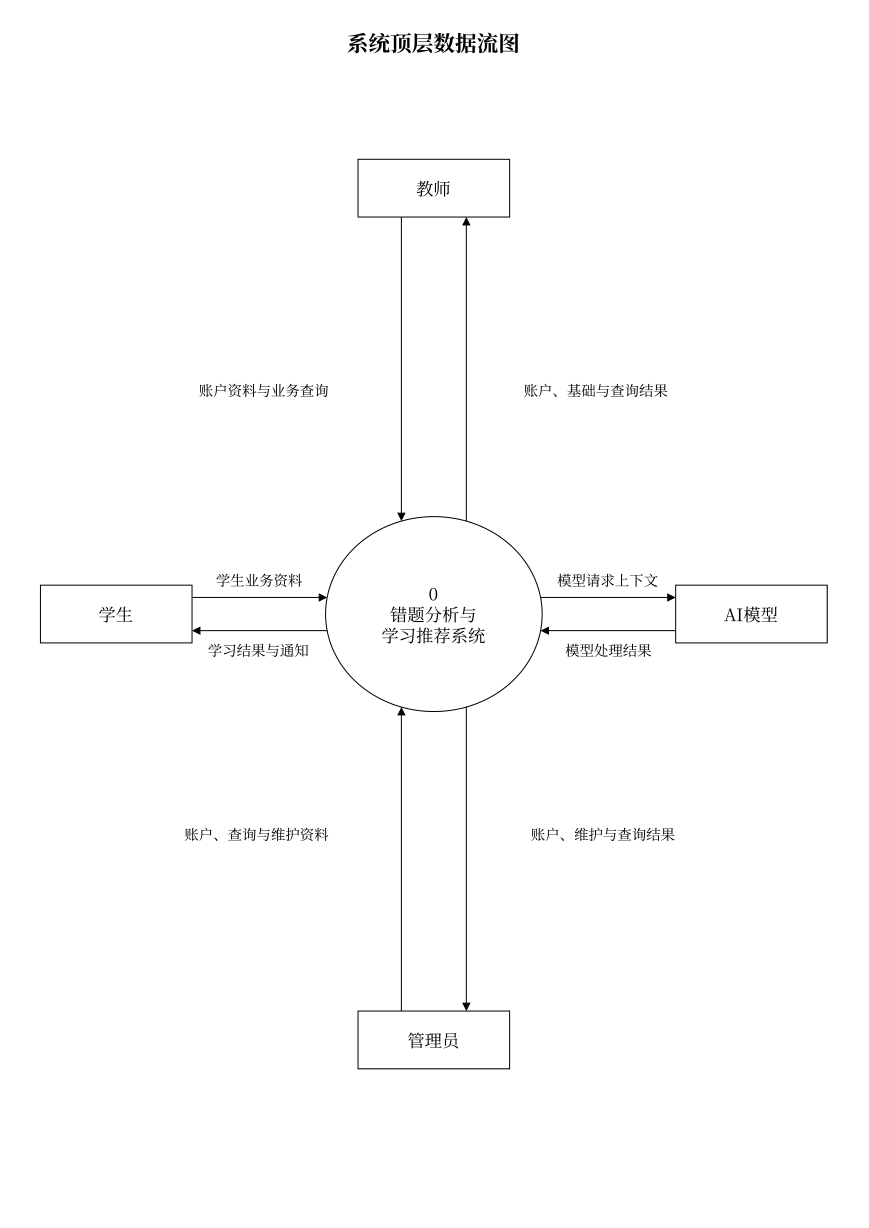 系统顶层数据流图
教师
账户资料与业务查询
账户、基础与查询结果
学生业务资料
模型请求上下文
学生
0
错题分析与
学习推荐系统
AI模型
学习结果与通知
模型处理结果
账户、查询与维护资料
账户、维护与查询结果
管理员